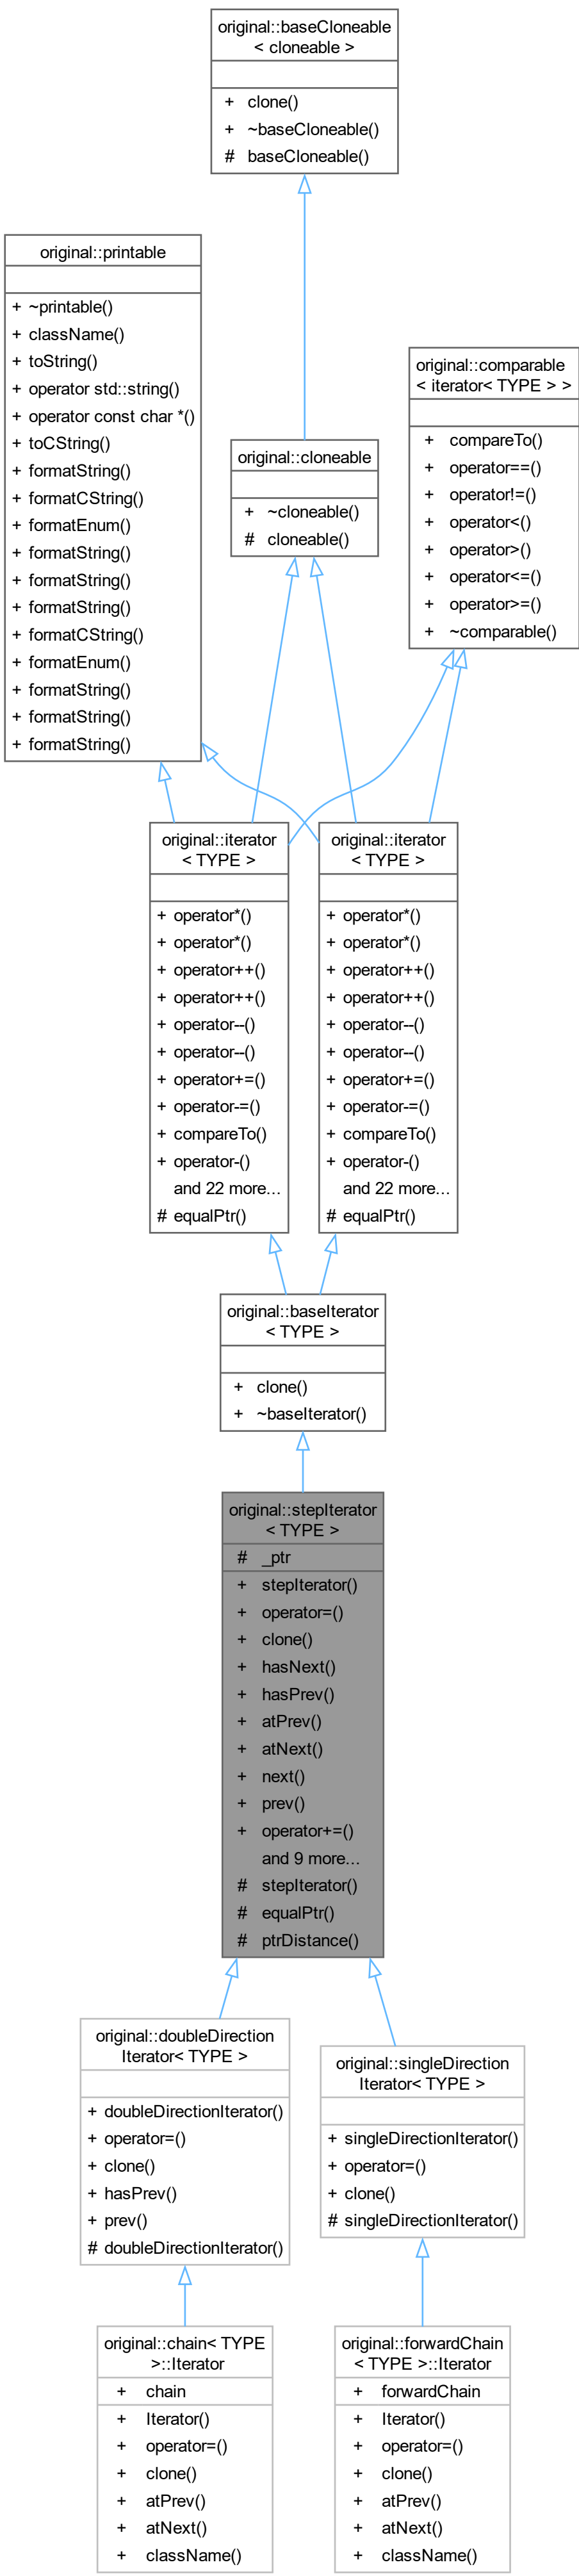 original::baseCloneable
< cloneable >
+ clone()
+ ~baseCloneable()
# baseCloneable()
original::printable
+ ~printable()
+ className()
+ toString()
+ operator std::string()
+ operator const char *()
+ toCString()
+ formatString()
+ formatCString()
+ formatEnum()
+ formatString()
+ formatString()
+ formatString()
+ formatCString()
+ formatEnum()
+ formatString()
+ formatString()
+ formatString()
original::cloneable
+ ~cloneable()
# cloneable()
original::comparable
< iterator< TYPE > >
+ compareTo()
+ operator==()
+ operator!=()
+ operator<()
+ operator>()
+ operator<=()
+ operator>=()
+ ~comparable()
original::iterator
< TYPE >
+ operator*()
+ operator*()
+ operator++()
+ operator++()
+ operator--()
+ operator--()
+ operator+=()
+ operator-=()
+ compareTo()
+ operator-()
and 22 more...
# equalPtr()
original::iterator
< TYPE >
+ operator*()
+ operator*()
+ operator++()
+ operator++()
+ operator--()
+ operator--()
+ operator+=()
+ operator-=()
+ compareTo()
+ operator-()
and 22 more...
# equalPtr()
original::baseIterator
< TYPE >
+ clone()
+ ~baseIterator()
original::stepIterator
< TYPE >
# _ptr
+ stepIterator()
+ operator=()
+ clone()
+ hasNext()
+ hasPrev()
+ atPrev()
+ atNext()
+ next()
+ prev()
+ operator+=()
and 9 more...
# stepIterator()
# equalPtr()
# ptrDistance()
original::doubleDirection
Iterator< TYPE >
+ doubleDirectionIterator()
+ operator=()
+ clone()
+ hasPrev()
+ prev()
# doubleDirectionIterator()
original::singleDirection
Iterator< TYPE >
+ singleDirectionIterator()
+ operator=()
+ clone()
# singleDirectionIterator()
original::chain< TYPE
>::Iterator
+ chain
+ Iterator()
+ operator=()
+ clone()
+ atPrev()
+ atNext()
+ className()
original::forwardChain
< TYPE >::Iterator
+ forwardChain
+ Iterator()
+ operator=()
+ clone()
+ atPrev()
+ atNext()
+ className()